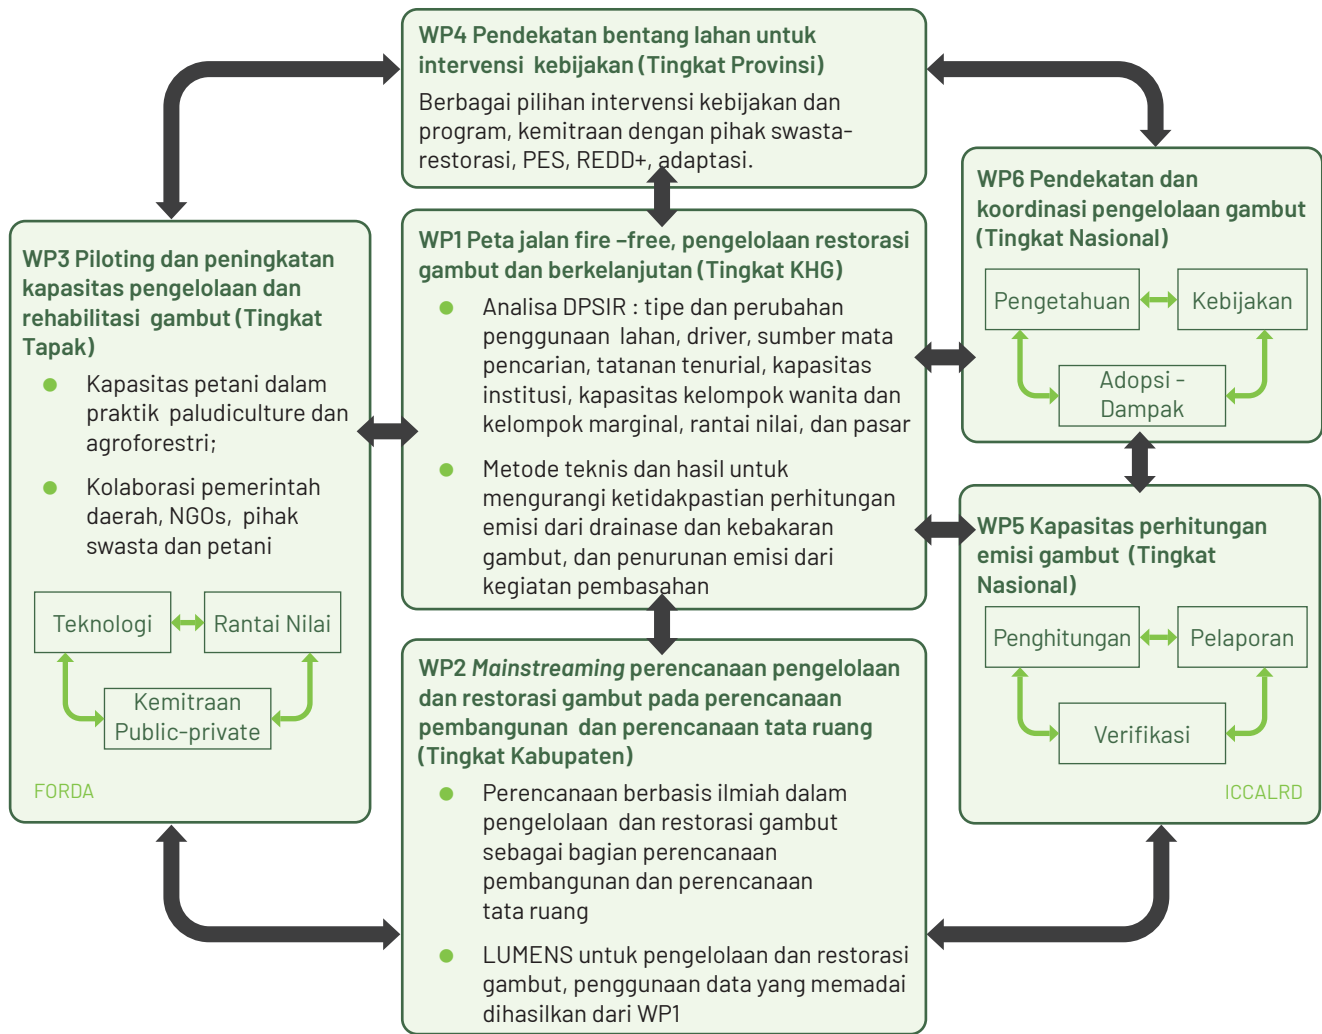 WP4 Pendekatan bentang lahan untuk
intervensi kebijakan (Tingkat Provinsi)
Berbagai pilihan intervensi kebijakan dan
program, kemitraan dengan pihak swasta-
restorasi, PES, REDD+, adaptasi.
WP3 Piloting dan peningkatan
kapasitas pengelolaan dan
rehabilitasi gambut (Tingkat
Tapak)
● Kapasitas petani dalam
praktik paludiculture dan
agroforestri;
● Kolaborasi pemerintah
daerah, NGOs, pihak
swasta dan petani
Teknologi
Rantai Nilai
Kemitraan
Public-private
FORDA
WP1 Peta jalan fire –free, pengelolaan restorasi
gambut dan berkelanjutan (Tingkat KHG)
● Analisa DPSIR : tipe dan perubahan
penggunaan lahan, driver, sumber mata
pencarian, tatanan tenurial, kapasitas
institusi, kapasitas kelompok wanita dan
kelompok marginal, rantai nilai, dan pasar
● Metode teknis dan hasil untuk
mengurangi ketidakpastian perhitungan
emisi dari drainase dan kebakaran
gambut, dan penurunan emisi dari
kegiatan pembasahan
WP2 Mainstreaming perencanaan pengelolaan
dan restorasi gambut pada perencanaan
pembangunan dan perencanaan tata ruang
(Tingkat Kabupaten)
● Perencanaan berbasis ilmiah dalam
pengelolaan dan restorasi gambut
sebagai bagian perencanaan
pembangunan dan perencanaan
tata ruang
● LUMENS untuk pengelolaan dan restorasi
gambut, penggunaan data yang memadai
dihasilkan dari WP1
WP6 Pendekatan dan
koordinasi pengelolaan gambut
(Tingkat Nasional)
Pengetahuan
Kebijakan
Adopsi -
Dampak
WP5 Kapasitas perhitungan
emisi gambut (Tingkat
Nasional)
Penghitungan
Pelaporan
Verifikasi
ICCALRD